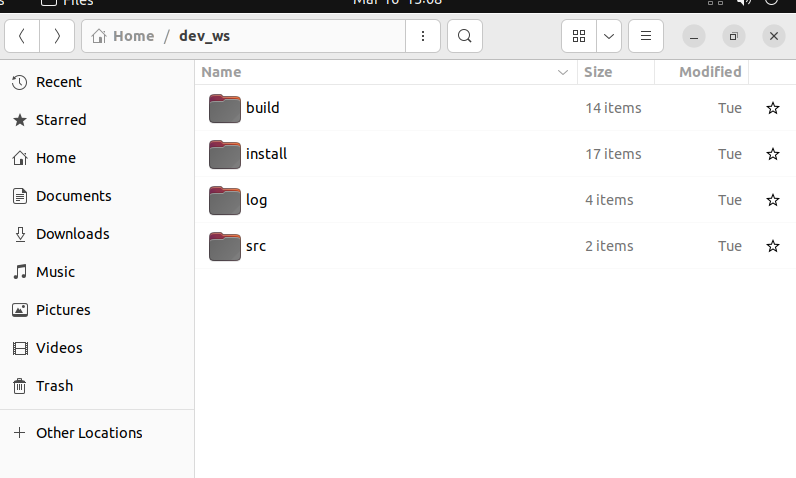 Files
Home / dev_ws
Name Size Modified
Recent
Starred
Home
Documents
Downloads
Music
Pictures
Videos
Trash
Other Locations
build 14 items Tue
install 17 items Tue
log 4 items Tue
src 2 items Tue